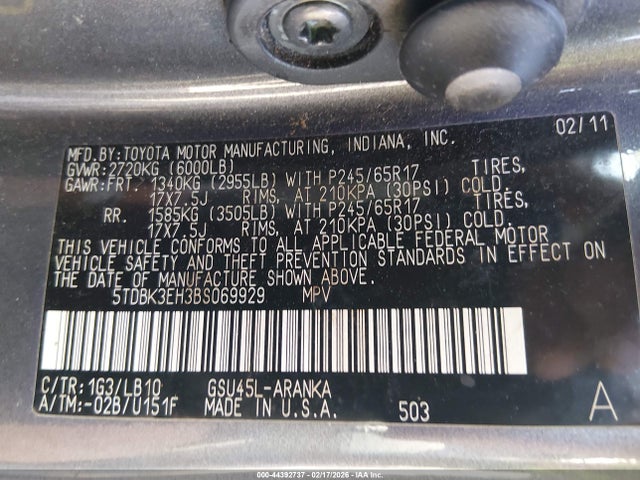 02/11
MFD.BY:TOYOTA MOTOR MANUFACTURING, INDIANA, INC.
GVWR:2720KG (6000LB)
GAWR:FRT. 1340KG (2955LB) WITH P245/65R17 TIRES,
17X7.5J RIMS, AT 210KPA (30PSI) COLD.
RR. 1585KG (3505LB) WITH P245/65R17 TIRES,
17X7.5J RIMS, AT 210KPA (30PSI) COLD.
THIS VEHICLE CONFORMS TO ALL APPLICABLE FEDERAL MOTOR
VEHICLE SAFETY AND THEFT PREVENTION STANDARDS IN EFFECT ON
THE DATE OF MANUFACTURE SHOWN ABOVE.
5TDBK3EH3BS069929 MPV
C/TR:1G3/LB10 GSU45L-ARANKA
A/TM:-02B/U151F MADE IN U.S.A. 503 A
000-44392737 - 02/17/2026 - IAA Inc.